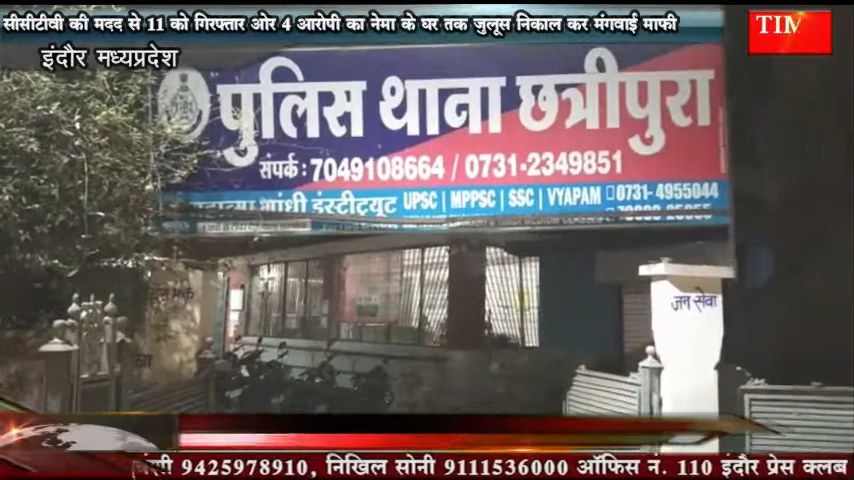 सीसीटीवी की मदद से 11 को गिरफ्तार ओर 4 आरोपी का नेमा के घर तक जुलूस निकाल कर मंगवाई माफी
TIM
इंदौर मध्यप्रदेश
पुलिस थाना छत्रीपुरा
संपर्क : 7049108664 / 0731-2349851
गांधी इंस्टीट्यूट UPSC | MPPSC | SSC | VYAPAM 0731- 4955044
जन सेवा
9425978910, निखिल सोनी 9111536000 ऑफिस न. 110 इंदौर प्रेस क्लब